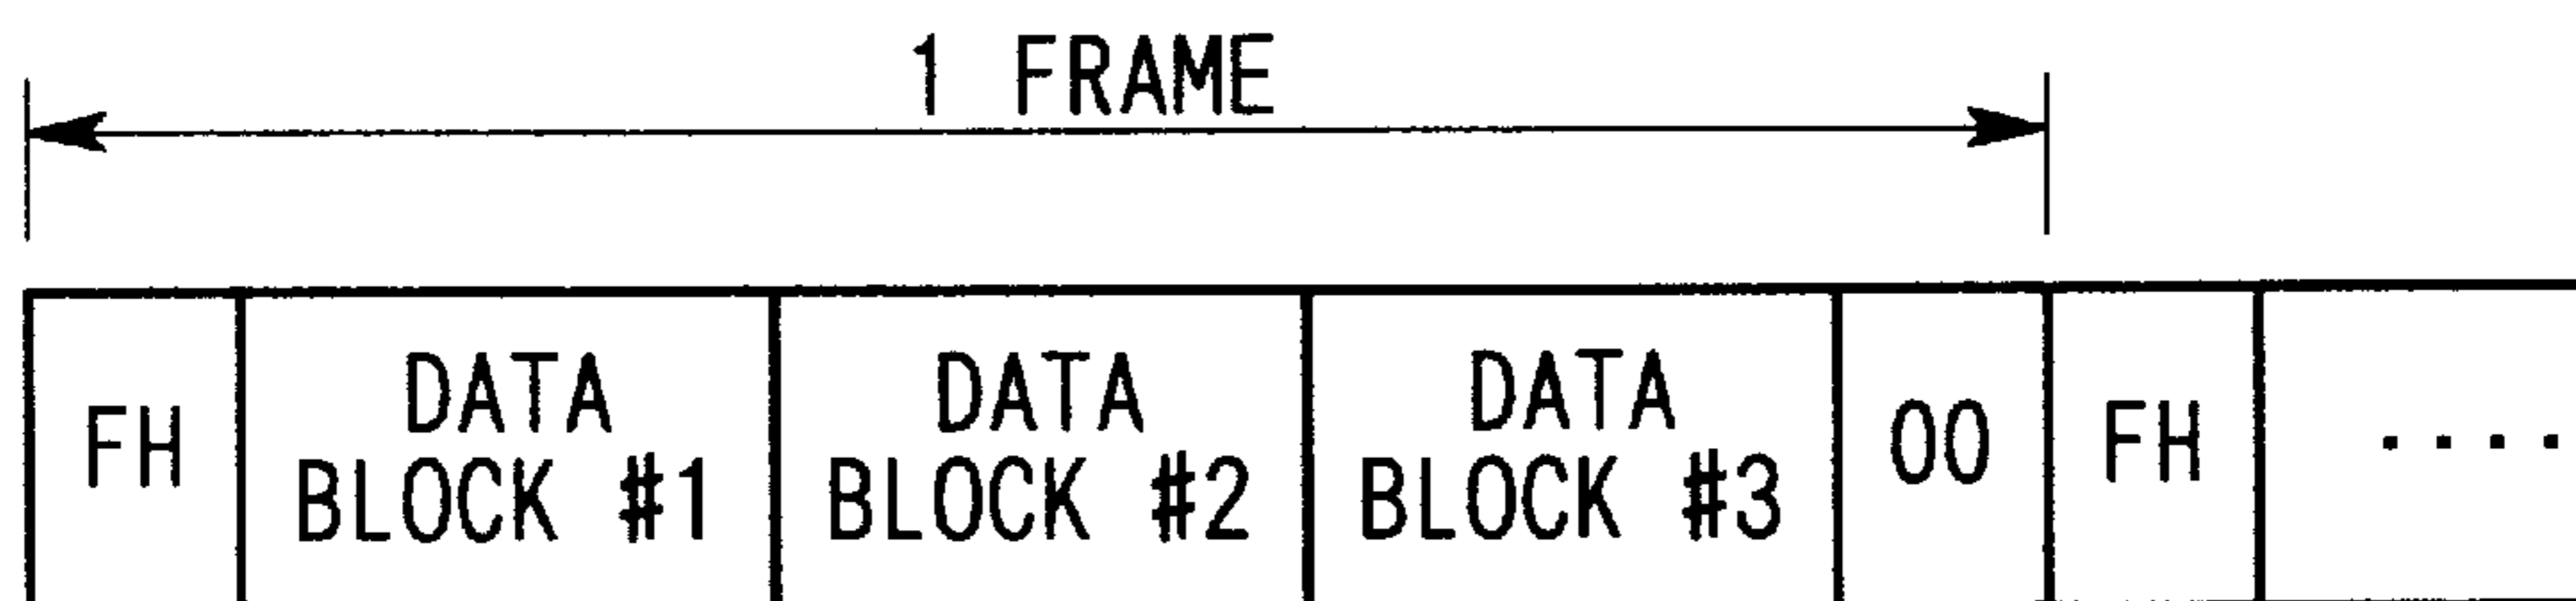 1 FRAME
FH
DATA
BLOCK #1
DATA
BLOCK #2
DATA
BLOCK #3
00
FH
....